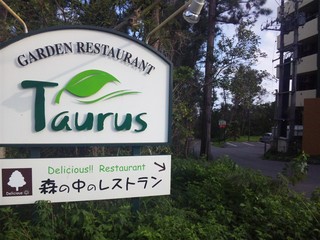 GARDEN RESTAURANT
Taurus
Delicious!! Restaurant
森の中のレストラン